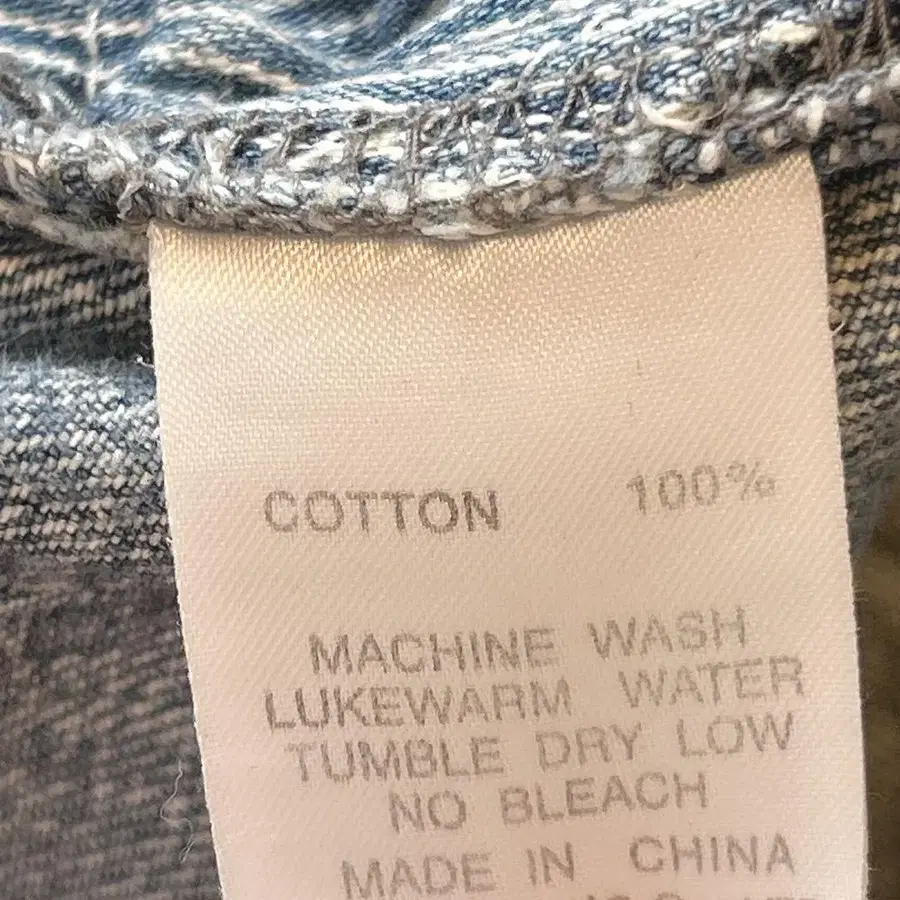 COTTON 100%
MACHINE WASH
LUKEWARM WATER
TUMBLE DRY LOW
NO BLEACH
MADE IN CHINA